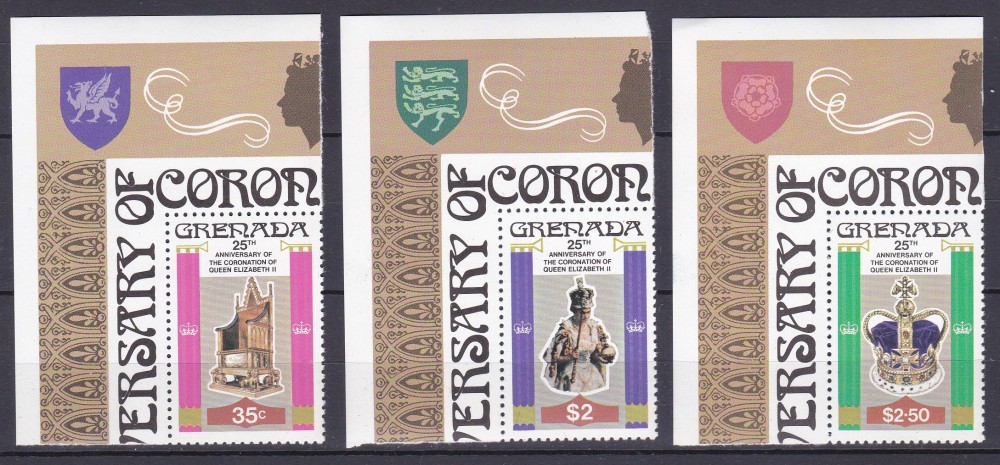 CORON
VERSARY OF
GRENADA
25TH
ANNIVERSARY OF
THE CORONATION OF
QUEEN ELIZABETH II
35c
CORON
VERSARY OF
GRENADA
25TH
ANNIVERSARY OF
THE CORONATION OF
QUEEN ELIZABETH II
$2
CORON
VERSARY OF
GRENADA
25TH
ANNIVERSARY OF
THE CORONATION OF
QUEEN ELIZABETH II
$2·50